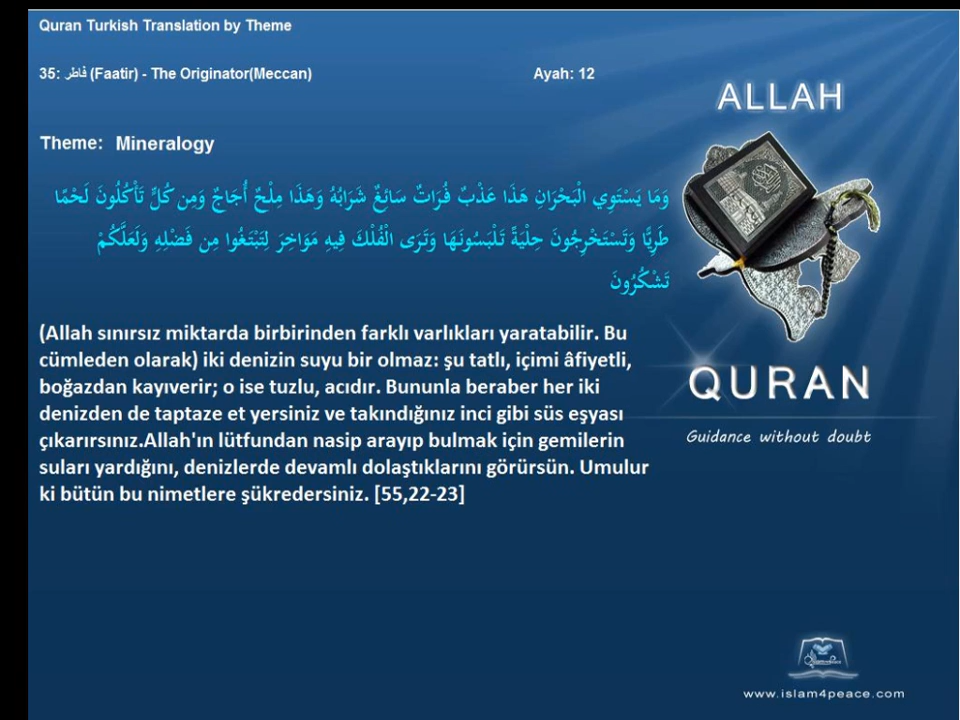 Quran Turkish Translation by Theme
35: فاطر (Faatir) - The Originator(Meccan) Ayah: 12
ALLAH
Theme: Mineralogy
وَمَا يَسْتَوِي الْبَحْرَانِ هَذَا عَذْبٌ فُرَاتٌ سَائِغٌ شَرَابُهُ وَهَذَا مِلْحٌ أُجَاجٌ وَمِن كُلٍّ تَأْكُلُونَ لَحْمًا
طَرِيًّا وَتَسْتَخْرِجُونَ حِلْيَةً تَلْبَسُونَهَا وَتَرَى الْفُلْكَ فِيهِ مَوَاخِرَ لِتَبْتَغُوا مِن فَضْلِهِ وَلَعَلَّكُمْ
تَشْكُرُونَ
(Allah sınırsız miktarda birbirinden farklı varlıkları yaratabilir. Bu
cümleden olarak) iki denizin suyu bir olmaz: şu tatlı, içimi âfiyetli,
boğazdan kayıverir; o ise tuzlu, acıdır. Bununla beraber her iki
denizden de taptaze et yersiniz ve takındığınız inci gibi süs eşyası
çıkarırsınız.Allah'ın lütfundan nasip arayıp bulmak için gemilerin
suları yardığını, denizlerde devamlı dolaştıklarını görürsün. Umulur
ki bütün bu nimetlere şükredersiniz. [55,22-23]
QURAN
Guidance without doubt
www.islam4peace.com